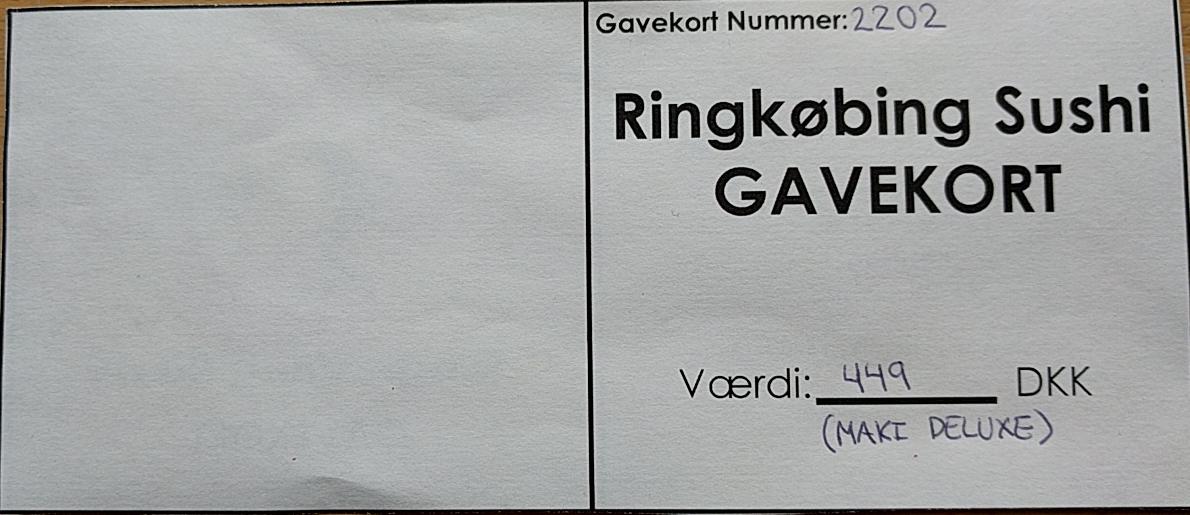 Gavekort Nummer: 2202
Ringkøbing Sushi
GAVEKORT
Værdi: 449 DKK
(MAKI DELUXE)